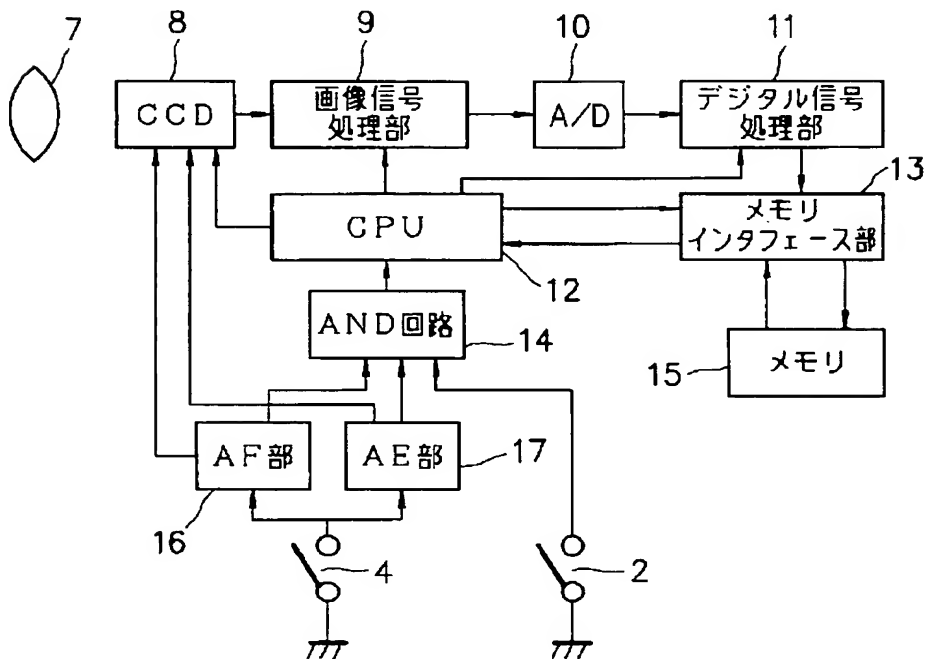 7
8
9
10
11
CCD
画像信号
処理部
A/D
デジタル信号
処理部
13
CPU
メモリ
インタフェース部
12
AND回路
14
15
メモリ
AF部
AE部
17
16
4
2